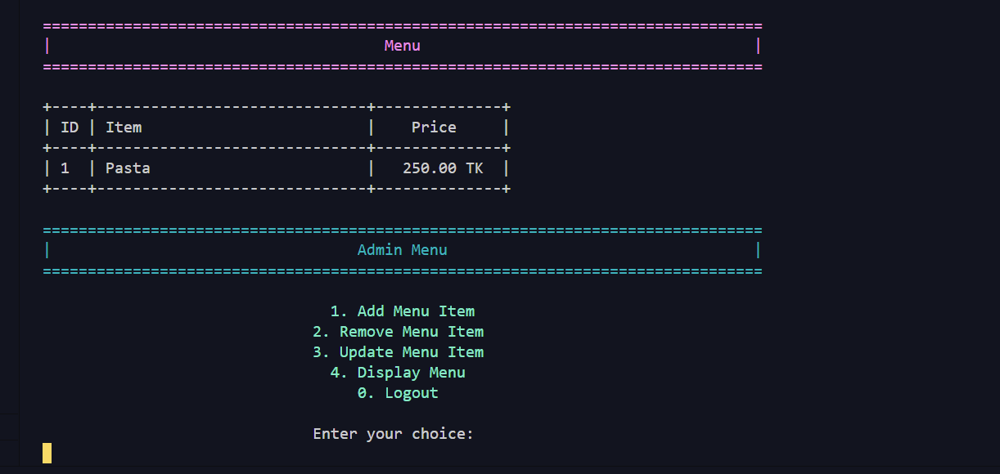 ================================================================================
|                                     Menu                                     |
================================================================================
+----+------------------------------+--------------+
| ID | Item                         |    Price     |
+----+------------------------------+--------------+
| 1  | Pasta                        |   250.00 TK  |
+----+------------------------------+--------------+
================================================================================
|                                  Admin Menu                                  |
================================================================================
1. Add Menu Item
2. Remove Menu Item
3. Update Menu Item
4. Display Menu
0. Logout
Enter your choice: